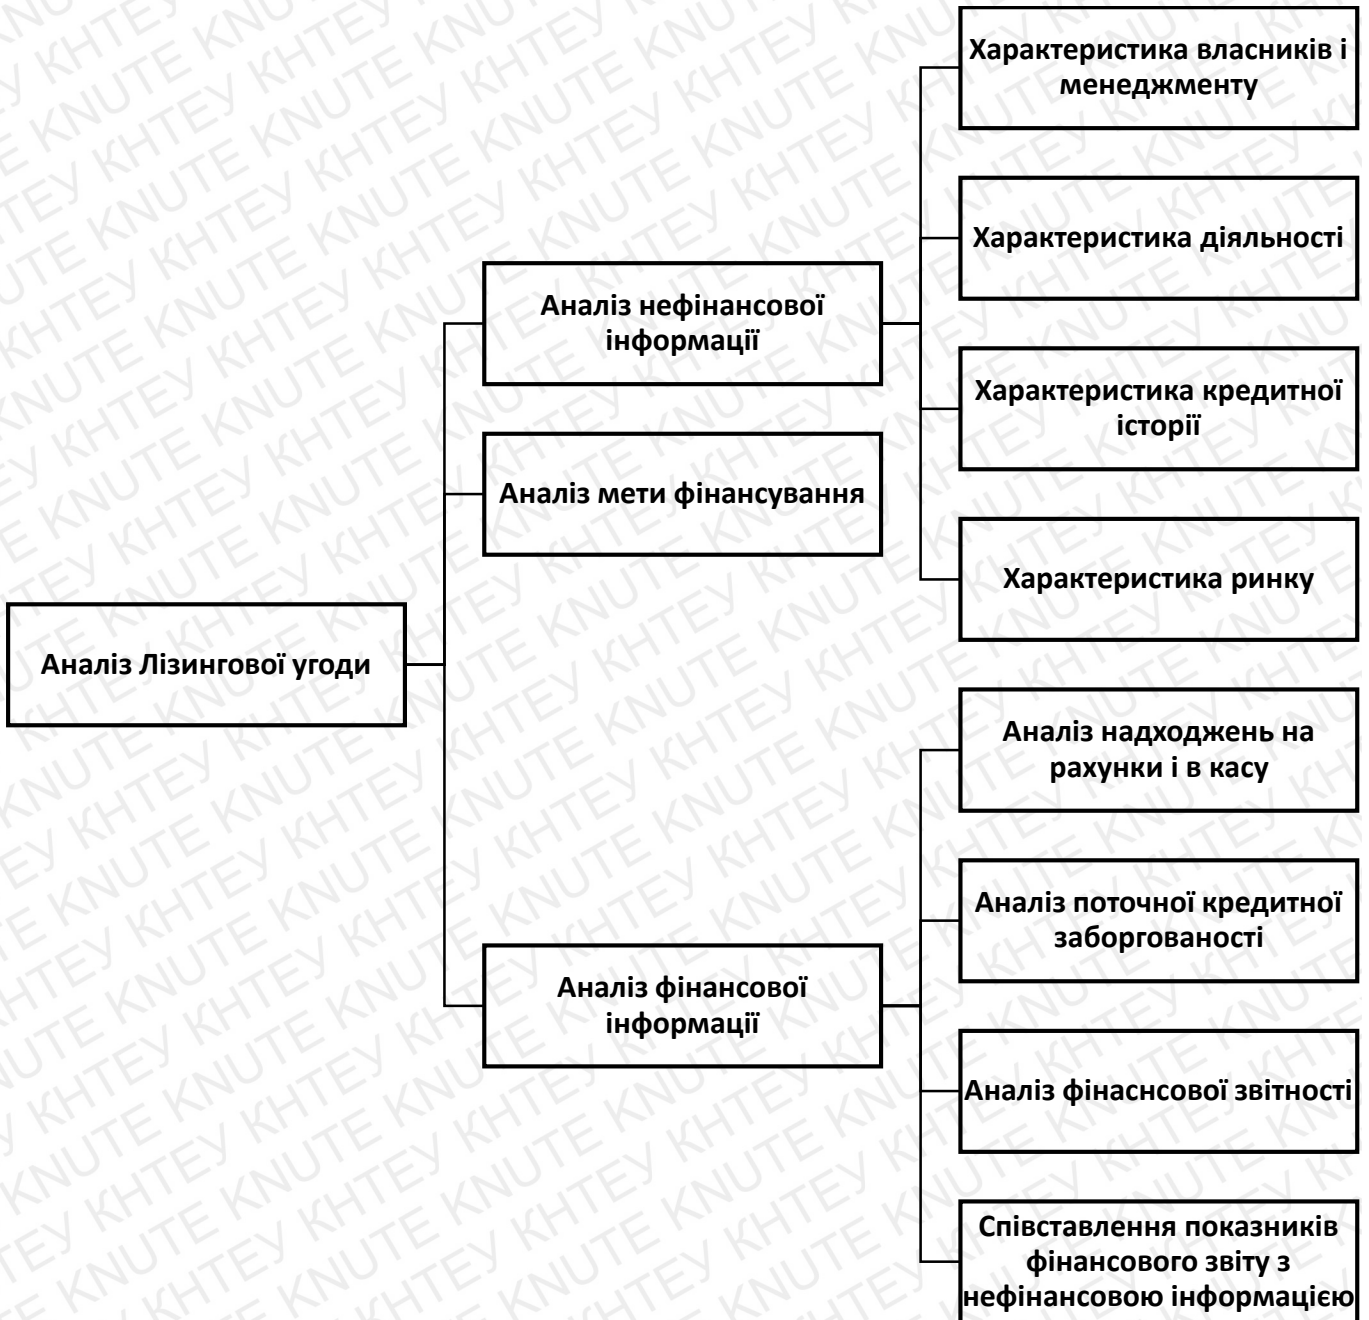 Характеристика власників і
менеджменту
Характеристика діяльності
Аналіз нефінансової
інформації
Характеристика кредитної
історії
Аналіз мети фінансування
Характеристика ринку
Аналіз Лізингової угоди
Аналіз надходжень на
рахунки і в касу
Аналіз поточної кредитної
заборгованості
Аналіз фінансової
інформації
Аналіз фінаснсової звітності
Співставлення показників
фінансового звіту з
нефінансовою інформацією